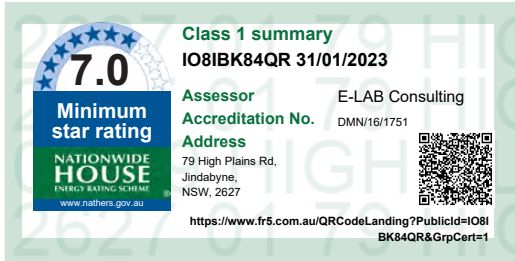 7.0
Minimum
star rating
NATIONWIDE
HOUSE
ENERGY RATING SCHEME
®
www.nathers.gov.au
Class 1 summary
IO8IBK84QR 31/01/2023
Assessor E-LAB Consulting
Accreditation No. DMN/16/1751
Address
79 High Plains Rd,
Jindabyne,
NSW, 2627
https://www.fr5.com.au/QRCodeLanding?PublicId=IO8I
BK84QR&GrpCert=1